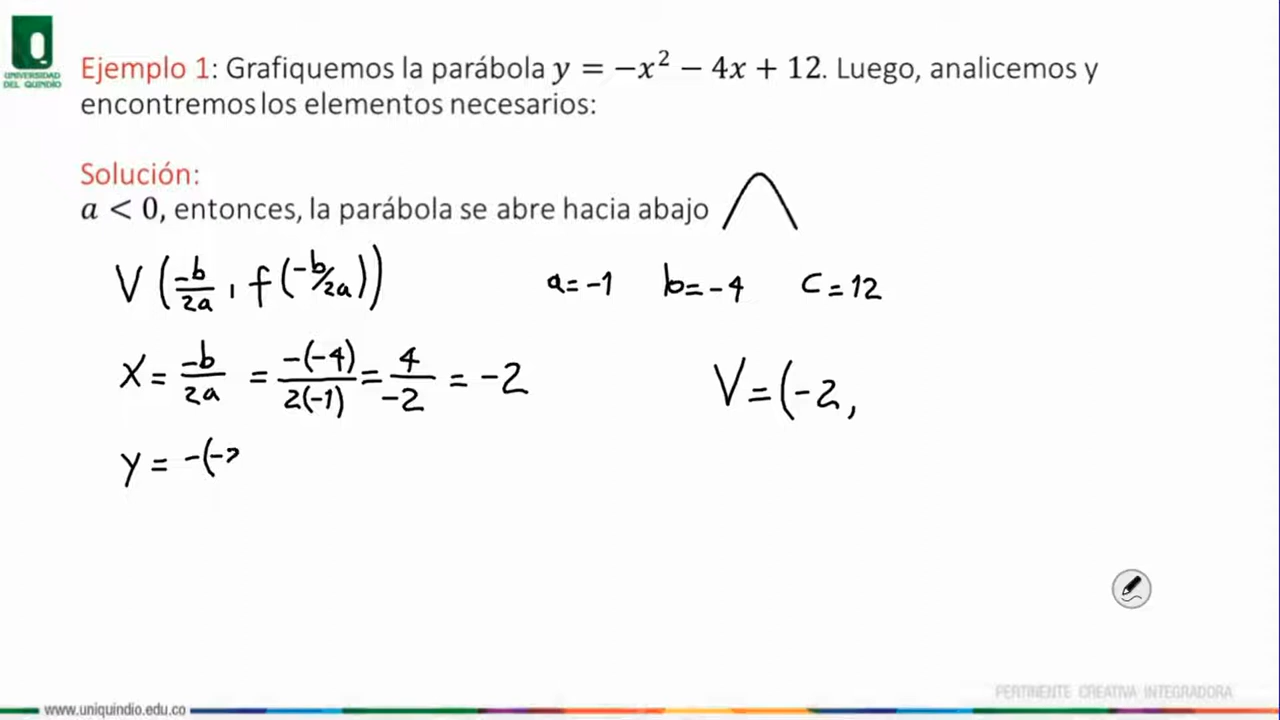 UNIVERSIDAD
DEL QUINDÍO
Ejemplo 1: Grafiquemos la parábola y = −x² − 4x + 12. Luego, analicemos y
encontremos los elementos necesarios:
Solución:
a < 0, entonces, la parábola se abre hacia abajo
V (-b/2a, f(-b/2a)) a = -1 b = -4 c = 12
x = -b/2a = -(-4)/2(-1) = 4/-2 = -2 V = (-2,
y = -(-2
PERTINENTE CREATIVA INTEGRADORA
www.uniquindio.edu.co